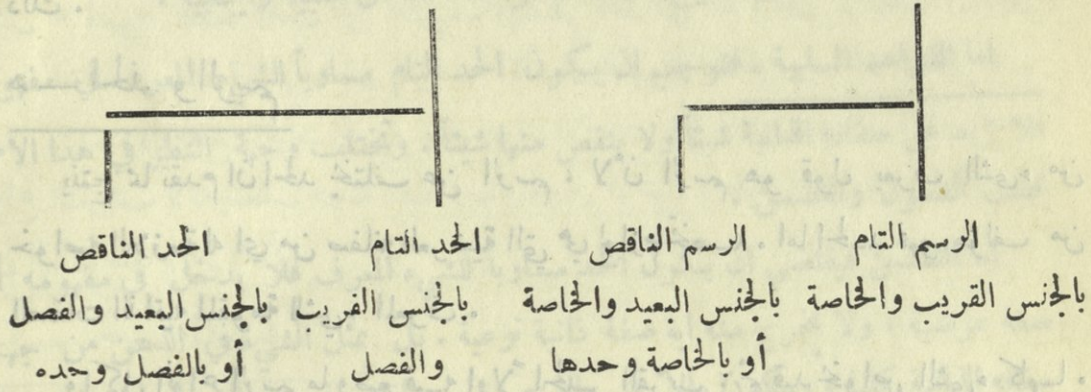 الرسم التام الرسم الناقص الحد التام الحد الناقص
بالجنس القريب والخاصة بالجنس البعيد والخاصة بالجنس القريب بالجنس البعيد والفصل
أو بالخاصة وحدها والفصل أو بالفصل وحده